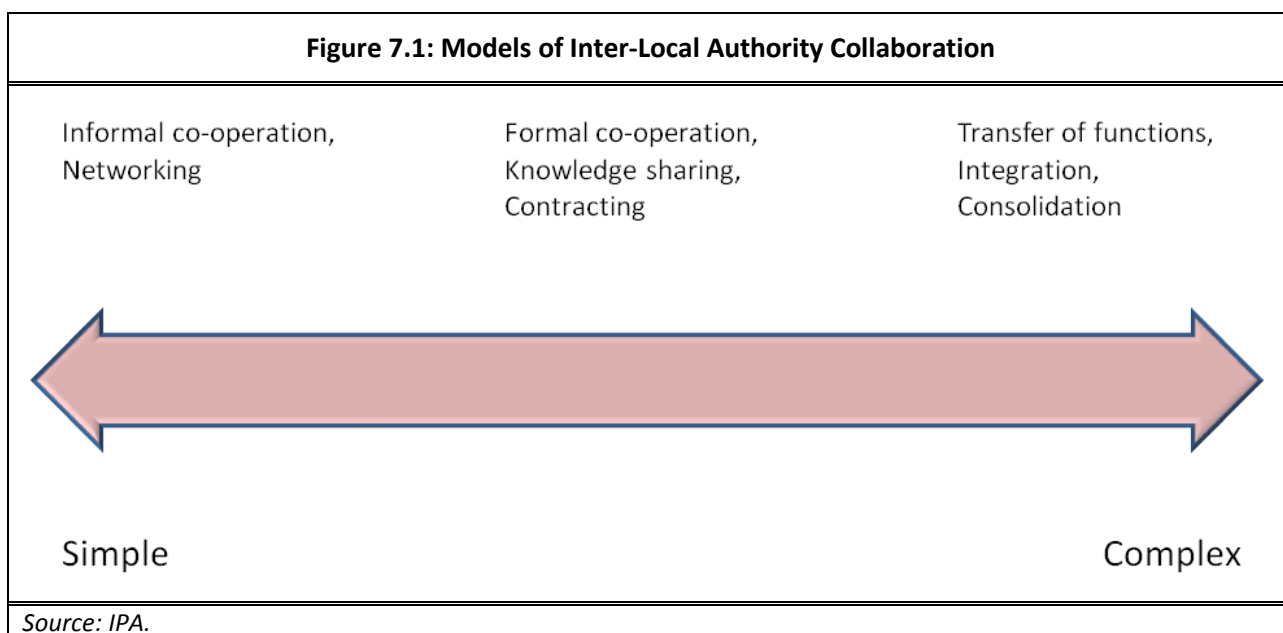 Figure 7.1: Models of Inter-Local Authority Collaboration
Informal co-operation,
Networking
Formal co-operation,
Knowledge sharing,
Contracting
Transfer of functions,
Integration,
Consolidation
Simple
Complex
Source: IPA.